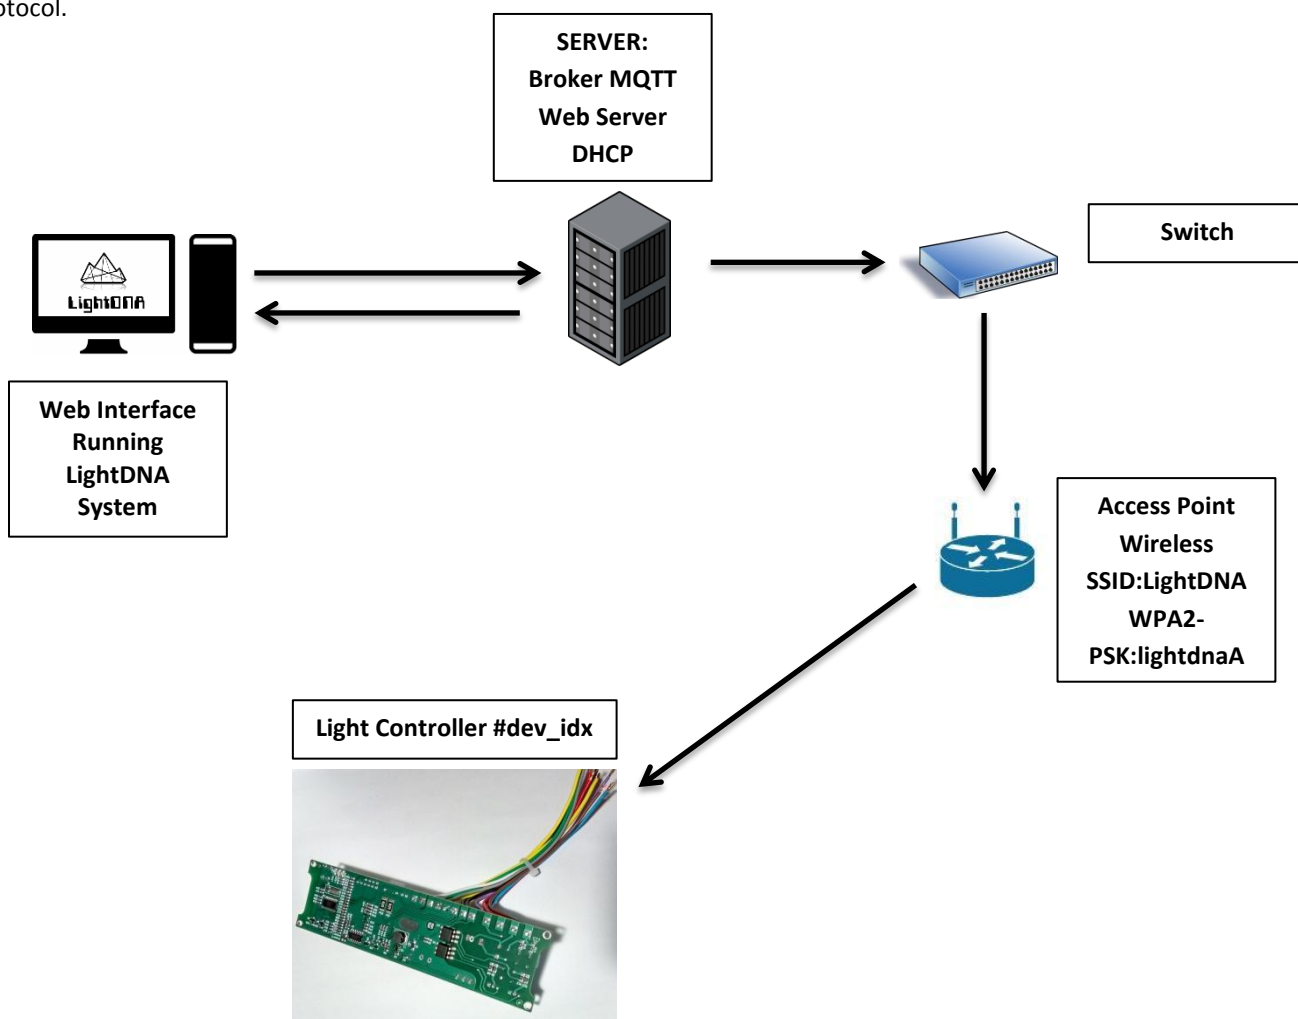 otocol.
SERVER:
Broker MQTT
Web Server
DHCP
Switch
LightDNA
Web Interface
Running
LightDNA
System
Access Point
Wireless
SSID:LightDNA
WPA2-
PSK:lightdnaA
Light Controller #dev_idx